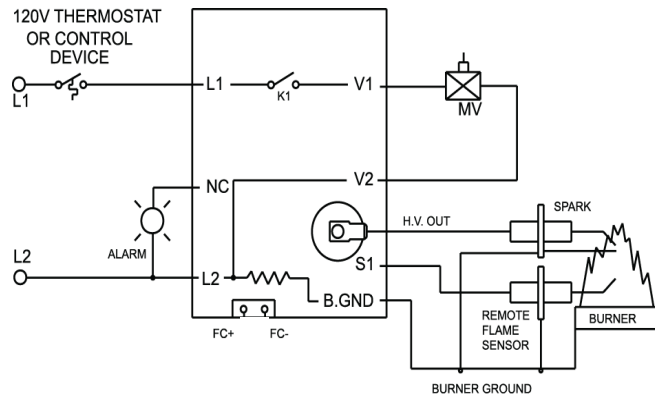 120V THERMOSTAT
OR CONTROL
DEVICE
L1
L1
K1
V1
MV
NC
V2
ALARM
H.V. OUT
SPARK
L2
L2
S1
B.GND
FC+
FC-
REMOTE
FLAME
SENSOR
BURNER
BURNER GROUND